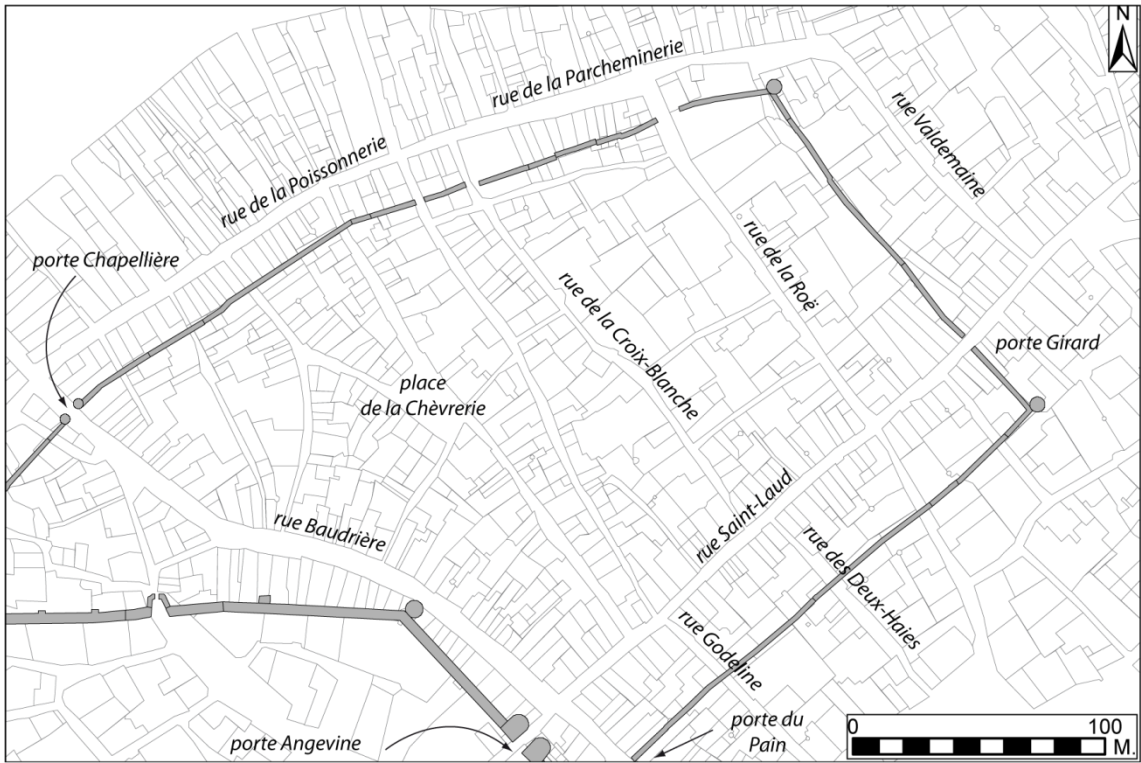 N
rue de la Parcheminerie
rue Valdemaine
rue de la Poissonnerie
porte Chapellière
rue de la Roë
rue de la Croix-Blanche
porte Girard
place
de la Chèvrerie
rue Saint-Laud
rue Baudrière
rue des Deux-Haies
rue Godeline
porte Angevine
porte du
Pain
0 100
M.